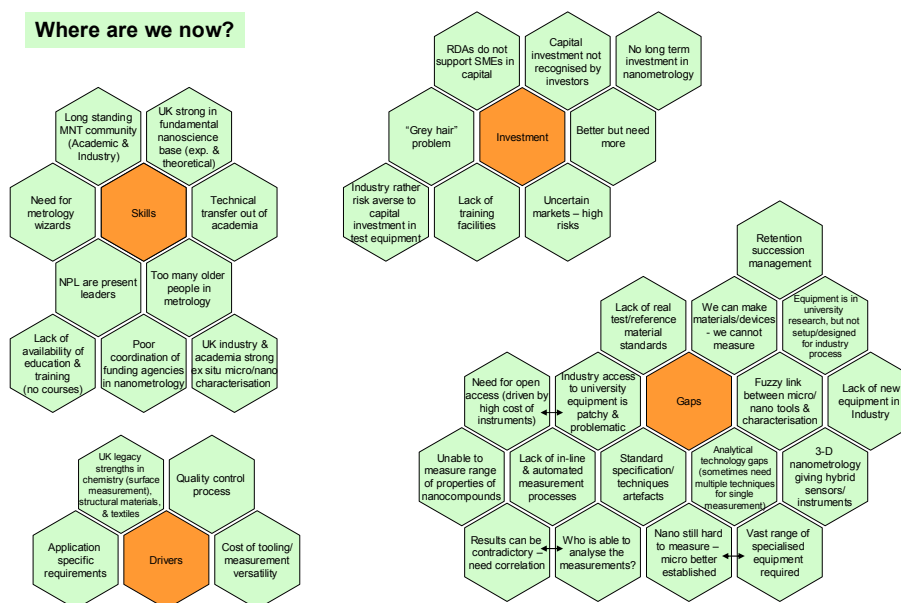 Where are we now?
Long standing
MNT community
(Academic &
Industry)
UK strong in
fundamental
nanoscience
base (exp. &
theoretical)
Need for
metrology
wizards
Skills
Technical
transfer out of
academia
NPL are present
leaders
Too many older
people in
metrology
Lack of
availability of
education &
training
(no courses)
Poor
coordination of
funding agencies
in nanometrology
UK industry &
academia strong
ex situ micro/nano
characterisation
RDAs do not
support SMEs in
capital
Capital
investment not
recognised by
investors
No long term
investment in
nanometrology
“Grey hair”
problem
Investment
Better but need
more
Industry rather
risk averse to
capital
investment in
test equipment
Lack of
training
facilities
Uncertain
markets – high
risks
Retention
succession
management
Lack of real
test/reference
material
standards
We can make
materials/devices
- we cannot
measure
Equipment is in
university
research, but not
setup/designed
for industry
process
Need for open
access (driven by
high cost of
instruments)
Industry access
to university
equipment is
patchy &
problematic
Gaps
Fuzzy link
between micro/
nano tools &
characterisation
Lack of new
equipment in
Industry
Unable to
measure range
of properties of
nanocompounds
Lack of in-line
& automated
measurement
processes
Standard
specification/
techniques
artefacts
Analytical
technology gaps
(sometimes need
multiple techniques
for single
measurement)
3-D
nanometrology
giving hybrid
sensors/
instruments
Results can be
contradictory –
need correlation
Who is able to
analyse the
measurements?
Nano still hard
to measure –
micro better
established
Vast range of
specialised
equipment
required
UK legacy
strengths in
chemistry (surface
measurement),
structural materials,
& textiles
Quality control
process
Application
specific
requirements
Drivers
Cost of tooling/
measurement
versatility